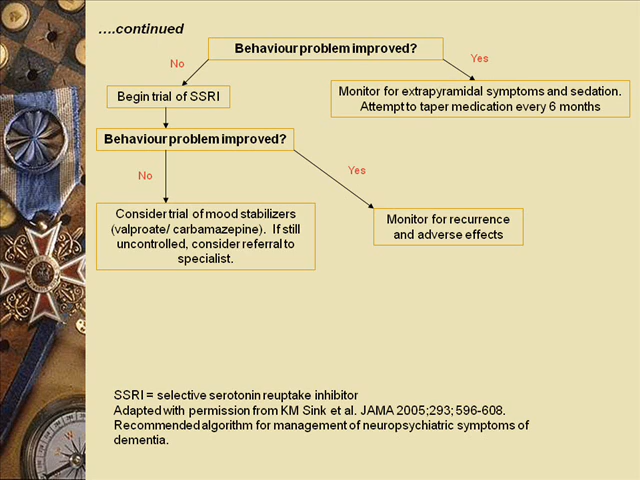 ....continued
Behaviour problem improved?
No
Yes
Begin trial of SSRI
Monitor for extrapyramidal symptoms and sedation.
Attempt to taper medication every 6 months
Behaviour problem improved?
No
Yes
Consider trial of mood stabilizers
(valproate/ carbamazepine). If still
uncontrolled, consider referral to
specialist.
Monitor for recurrence
and adverse effects
SSRI = selective serotonin reuptake inhibitor
Adapted with permission from KM Sink et al. JAMA 2005;293; 596-608.
Recommended algorithm for management of neuropsychiatric symptoms of
dementia.